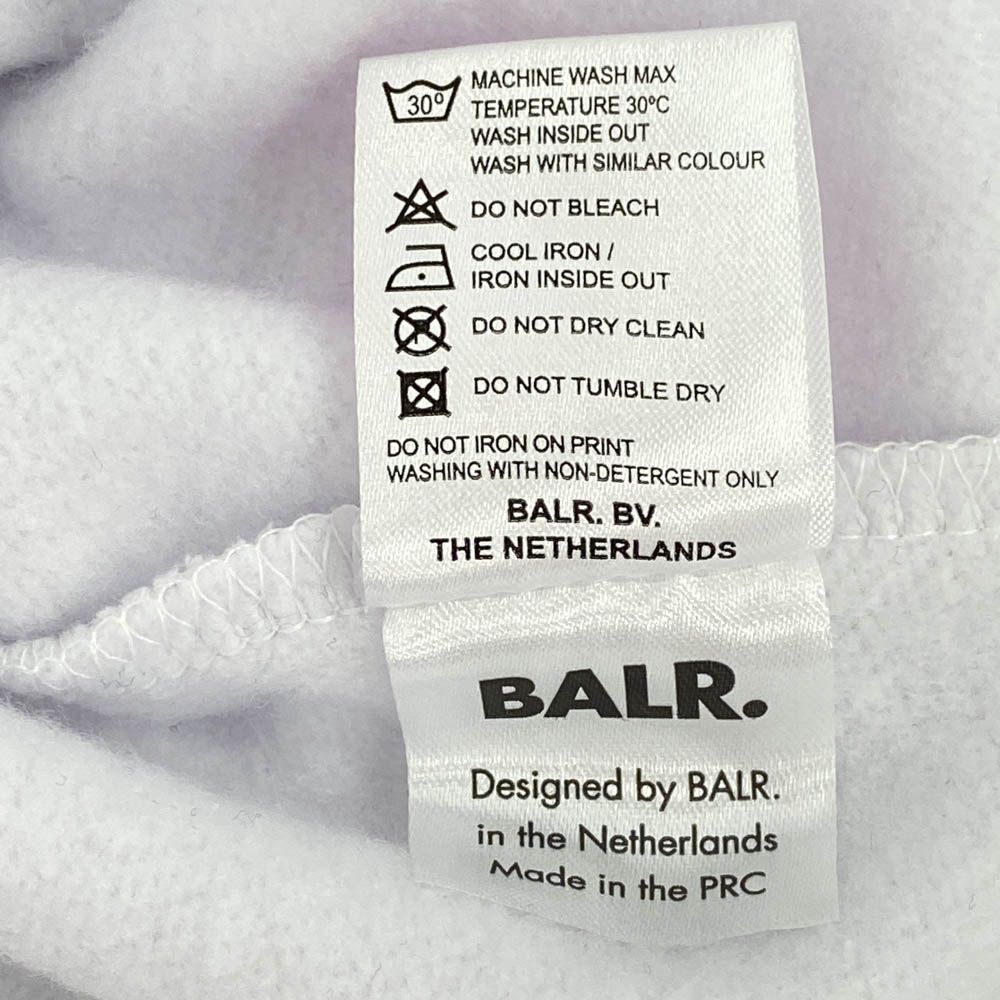 30° MACHINE WASH MAX
TEMPERATURE 30ºC
WASH INSIDE OUT
WASH WITH SIMILAR COLOUR
DO NOT BLEACH
COOL IRON /
IRON INSIDE OUT
DO NOT DRY CLEAN
DO NOT TUMBLE DRY
DO NOT IRON ON PRINT
WASHING WITH NON-DETERGENT ONLY
BALR. BV.
THE NETHERLANDS
BALR.
Designed by BALR.
in the Netherlands
Made in the PRC